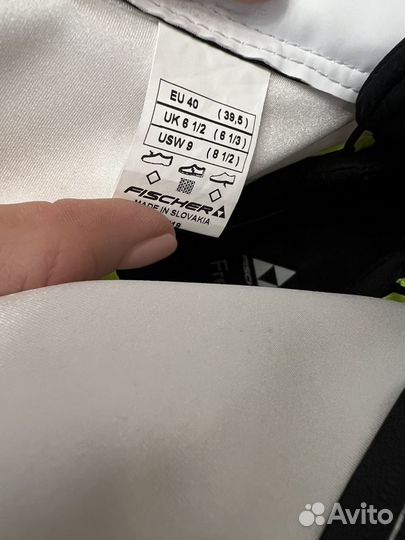 EU 40 (39,5)
UK 6 1/2 (6 1/3)
USW 9 (8 1/2)
FISCHER
MADE IN SLOVAKIA
Avito